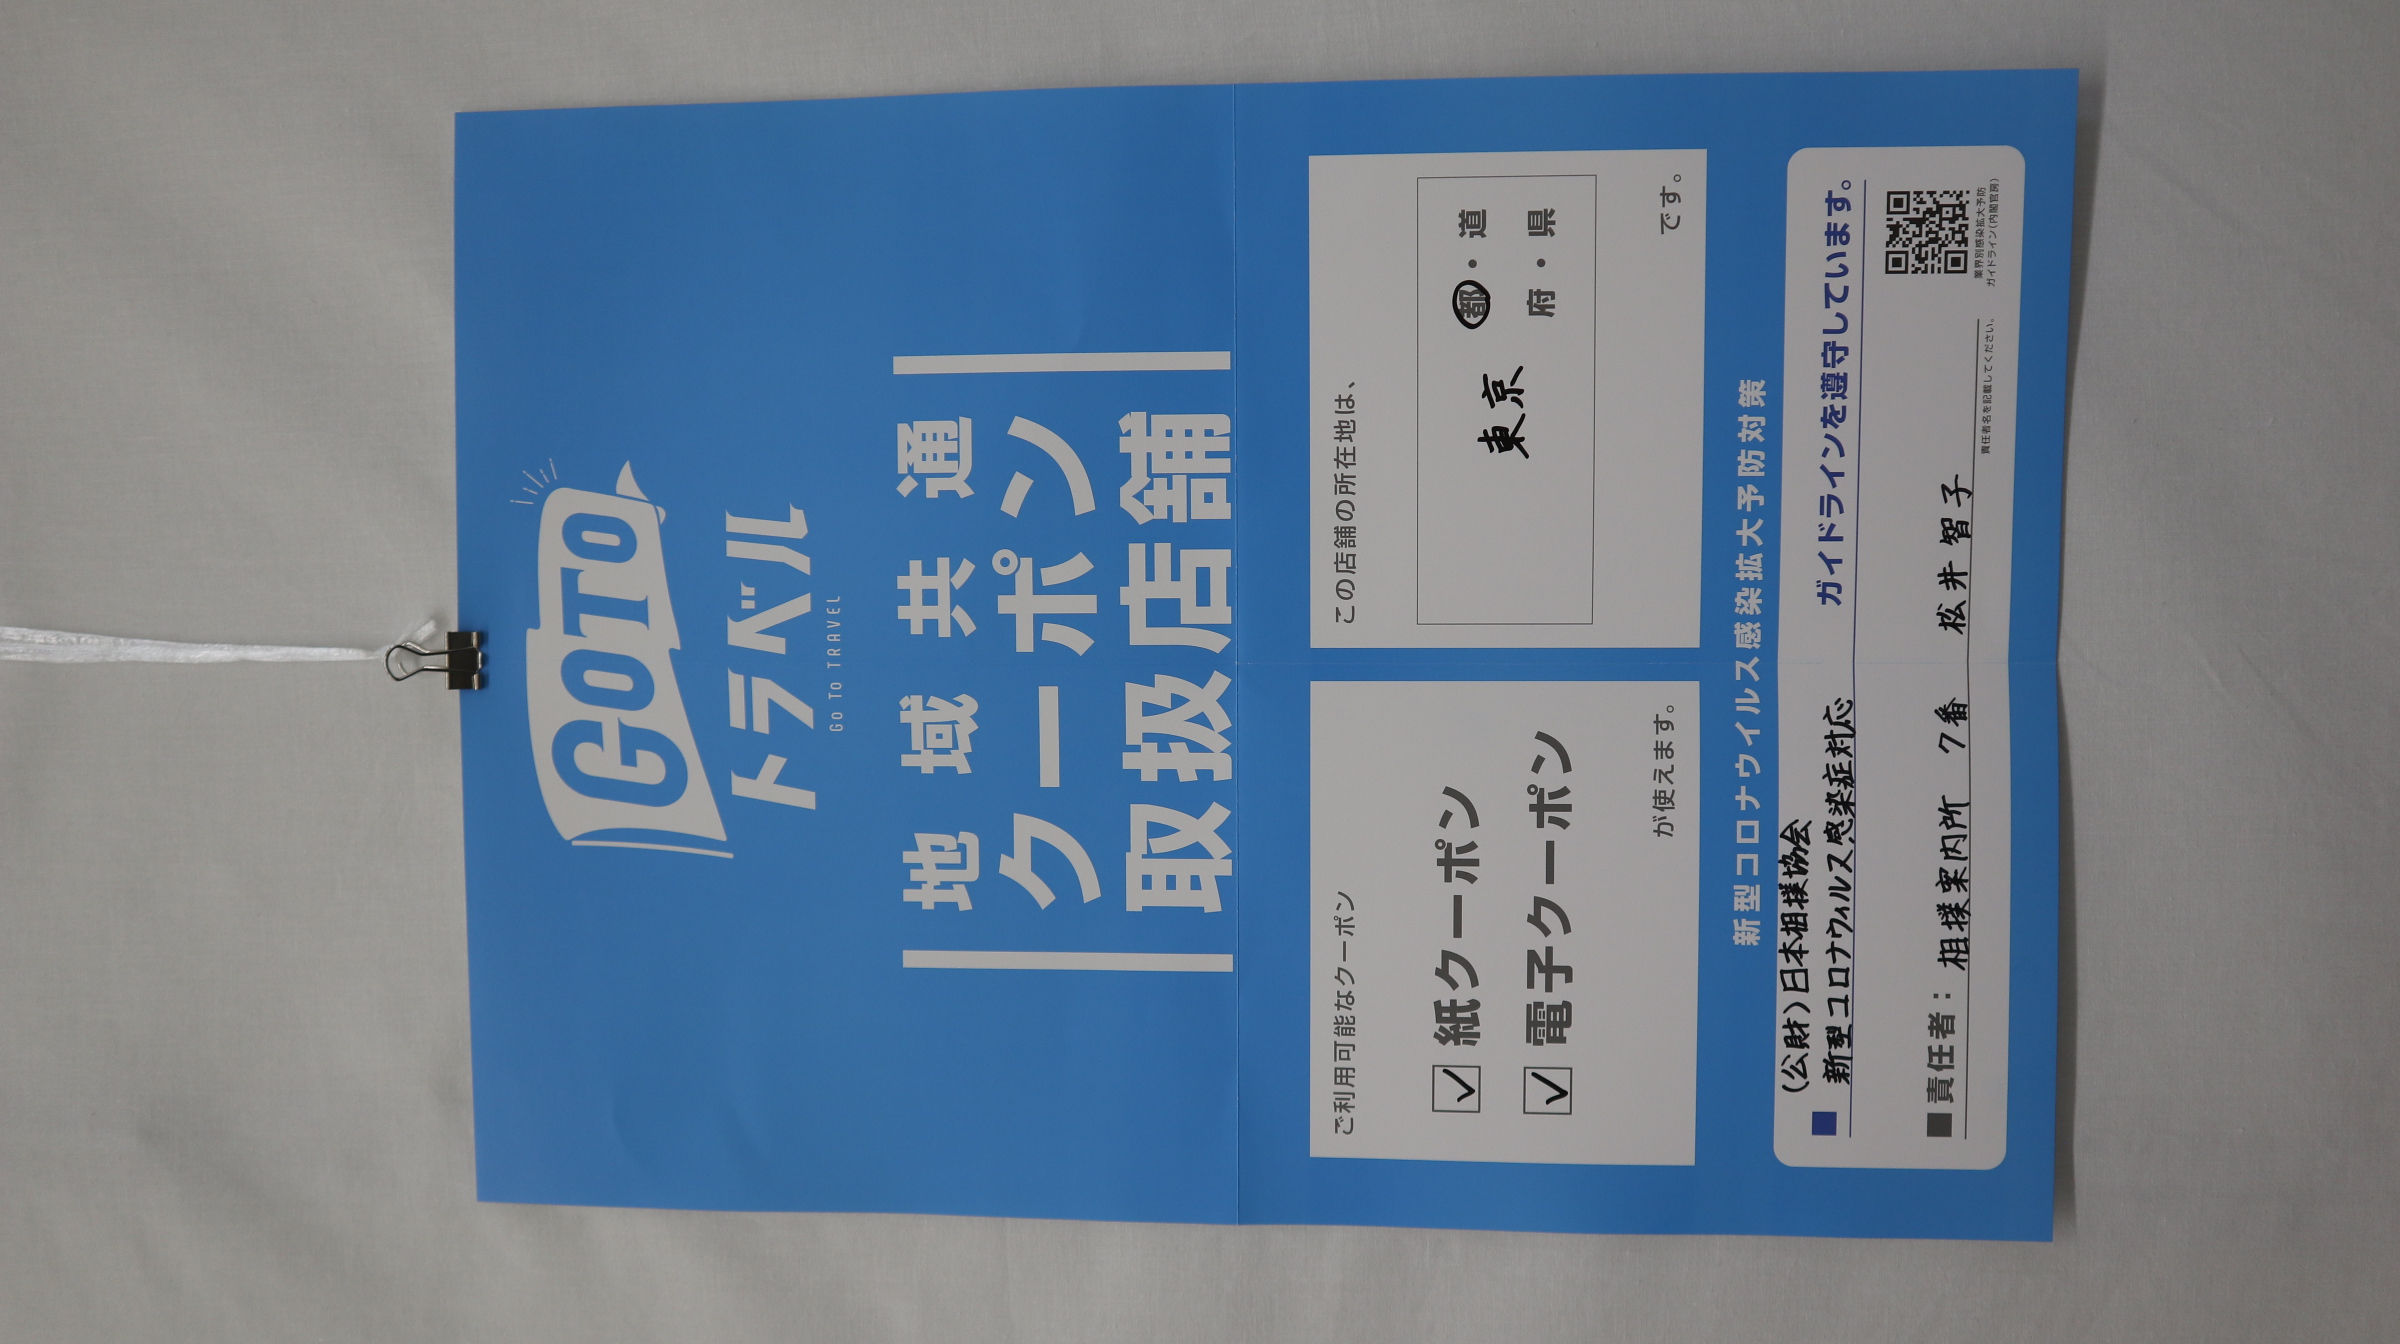 GOTO
トラベル
GO TO TRAVEL
地域共通
クーポン
取扱店舗
ご利用可能なクーポン
紙クーポン
電子クーポン
が使えます。
この店舗の所在地は、
東京
都・道
府・県
です。
新型コロナウイルス感染拡大予防対策
(公財)日本相撲協会
■ 新型コロナウィルス感染症対応 ガイドラインを遵守しています。
■責任者: 相撲案内所 7番 松井智子
責任者名を記載してください。
業界別感染拡大予防
ガイドライン(内閣官房)